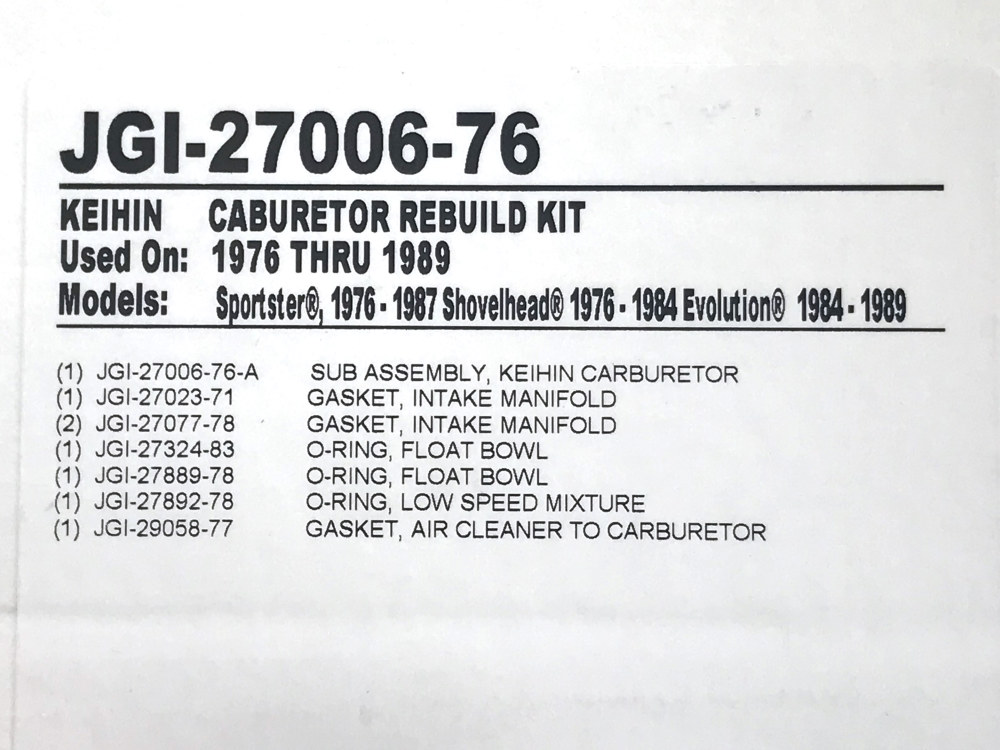 JGI-27006-76
KEIHIN CABURETOR REBUILD KIT
Used On: 1976 THRU 1989
Models: Sportster®, 1976 - 1987 Shovelhead® 1976 - 1984 Evolution® 1984 - 1989
(1) JGI-27006-76-A SUB ASSEMBLY, KEIHIN CARBURETOR
(1) JGI-27023-71 GASKET, INTAKE MANIFOLD
(2) JGI-27077-78 GASKET, INTAKE MANIFOLD
(1) JGI-27324-83 O-RING, FLOAT BOWL
(1) JGI-27889-78 O-RING, FLOAT BOWL
(1) JGI-27892-78 O-RING, LOW SPEED MIXTURE
(1) JGI-29058-77 GASKET, AIR CLEANER TO CARBURETOR